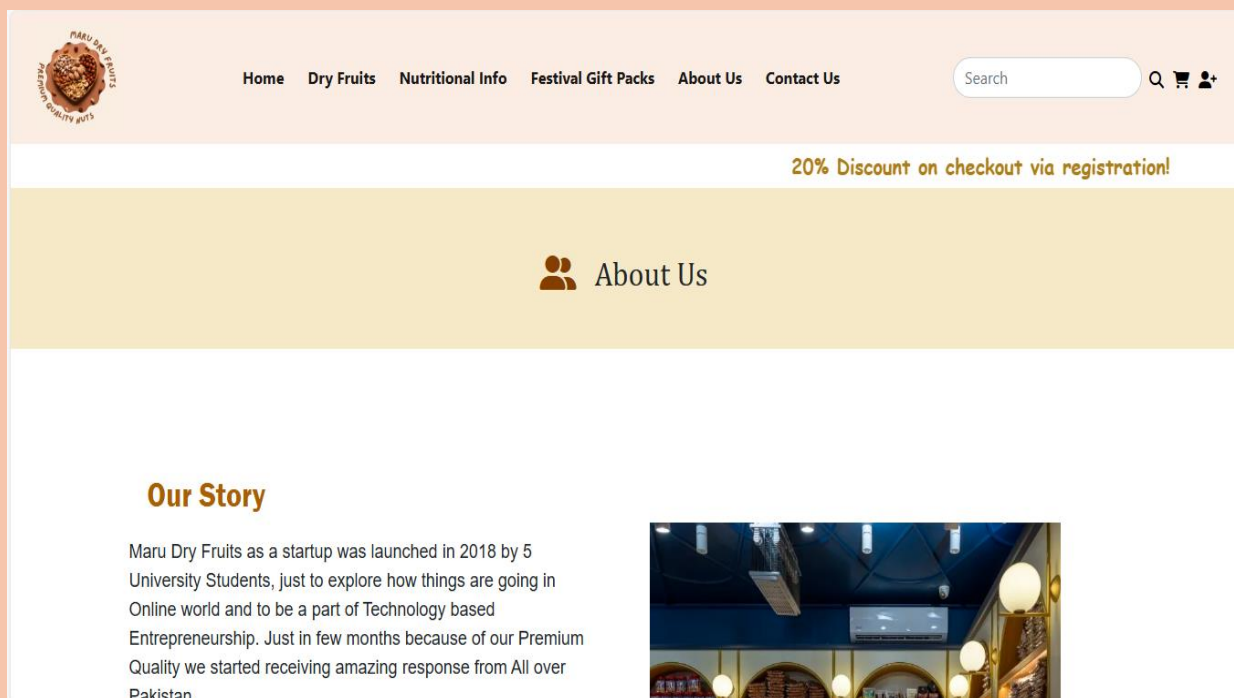 MARU DRY FRUITS
PREMIUM QUALITY NUTS
Home Dry Fruits Nutritional Info Festival Gift Packs About Us Contact Us
Search
20% Discount on checkout via registration!
About Us
Our Story
Maru Dry Fruits as a startup was launched in 2018 by 5
University Students, just to explore how things are going in
Online world and to be a part of Technology based
Entrepreneurship. Just in few months because of our Premium
Quality we started receiving amazing response from All over
Pakistan